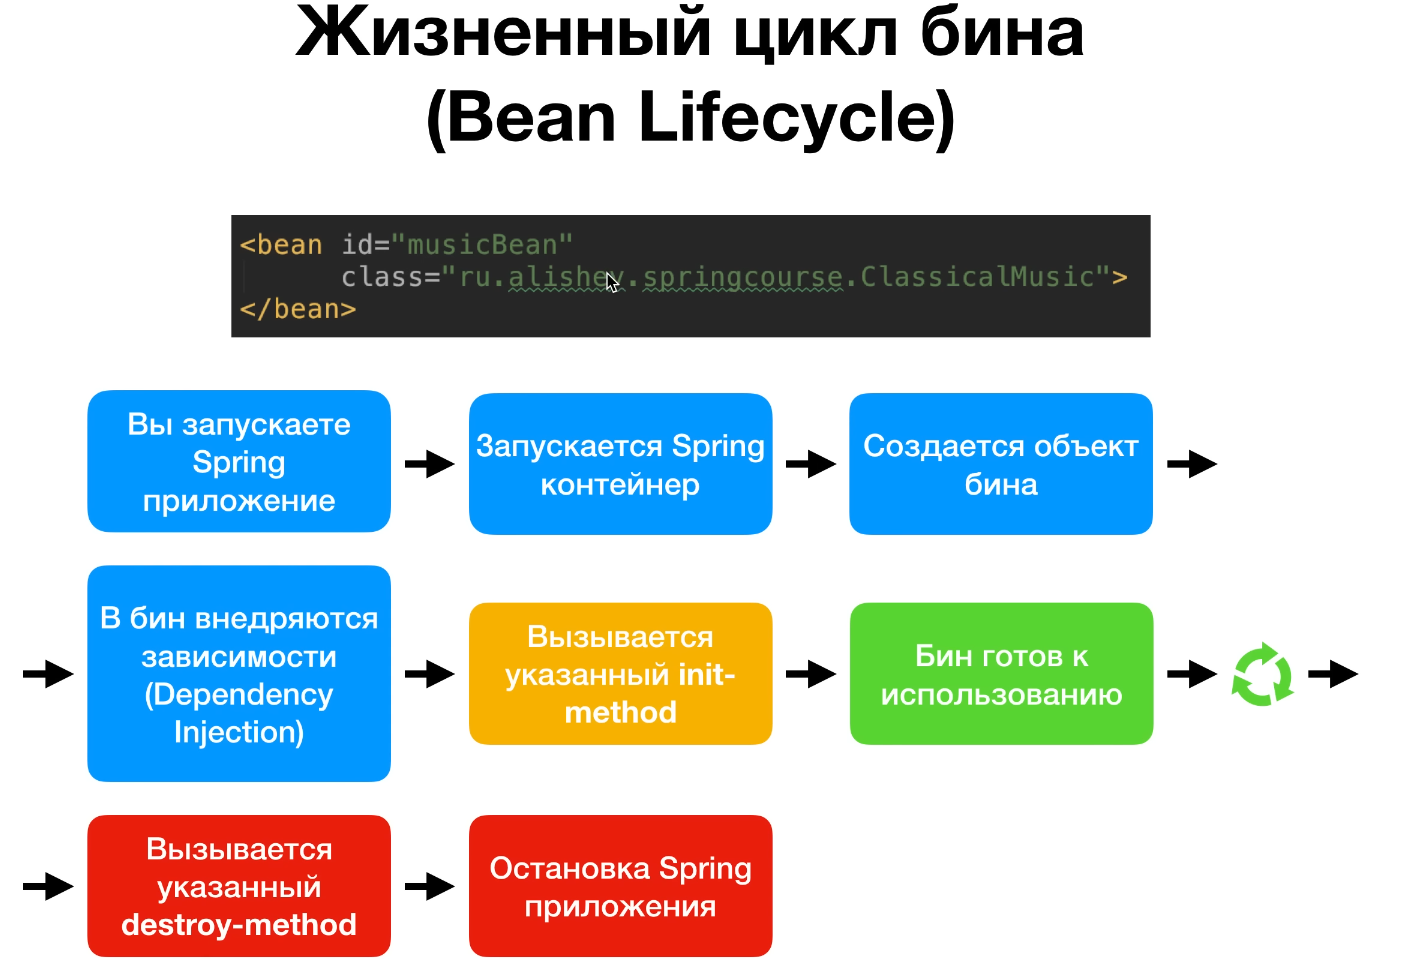 Жизненный цикл бина
(Bean Lifecycle)
<bean id="musicBean"
class="ru.alishev.springcourse.ClassicalMusic">
</bean>
Вы запускаете
Spring
приложение
Запускается Spring
контейнер
Создается объект
бина
В бин внедряются
зависимости
(Dependency
Injection)
Вызывается
указанный init-
method
Бин готов к
использованию
Вызывается
указанный
destroy-method
Остановка Spring
приложения